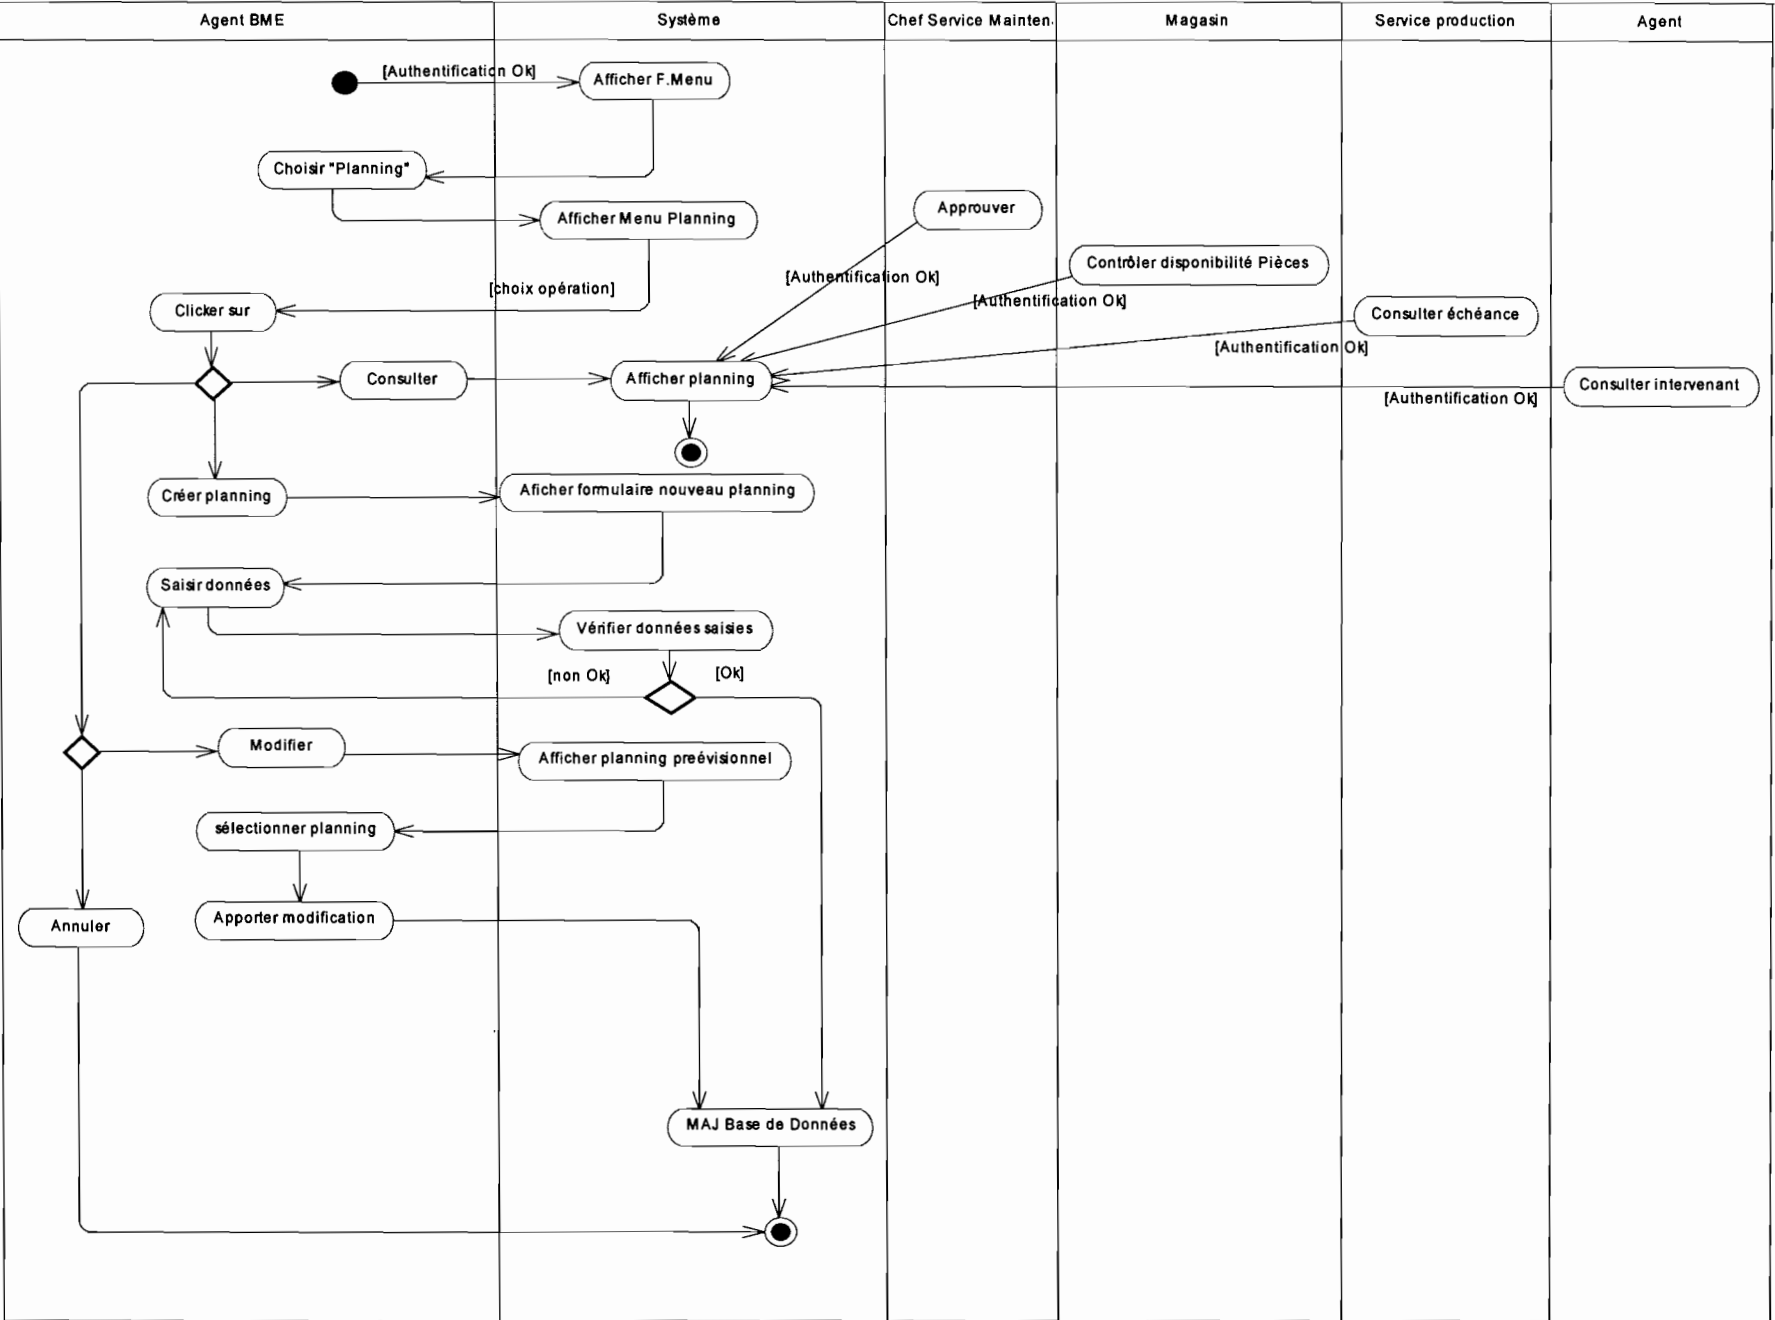 Agent BME
Système
Chef Service Mainten.
Magasin
Service production
Agent
[Authentification Ok]
Afficher F.Menu
Choisir "Planning"
Afficher Menu Planning
Approuver
Contrôler disponibilité Pièces
[Authentification Ok]
[choix opération]
[Authentification Ok]
Clicker sur
Consulter échéance
[Authentification Ok]
Consulter
Afficher planning
Consulter intervenant
[Authentification Ok]
Créer planning
Aficher formulaire nouveau planning
Saisir données
Vérifier données saisies
[non Ok]
[Ok]
Modifier
Afficher planning preévisionnel
sélectionner planning
Apporter modification
Annuler
MAJ Base de Données